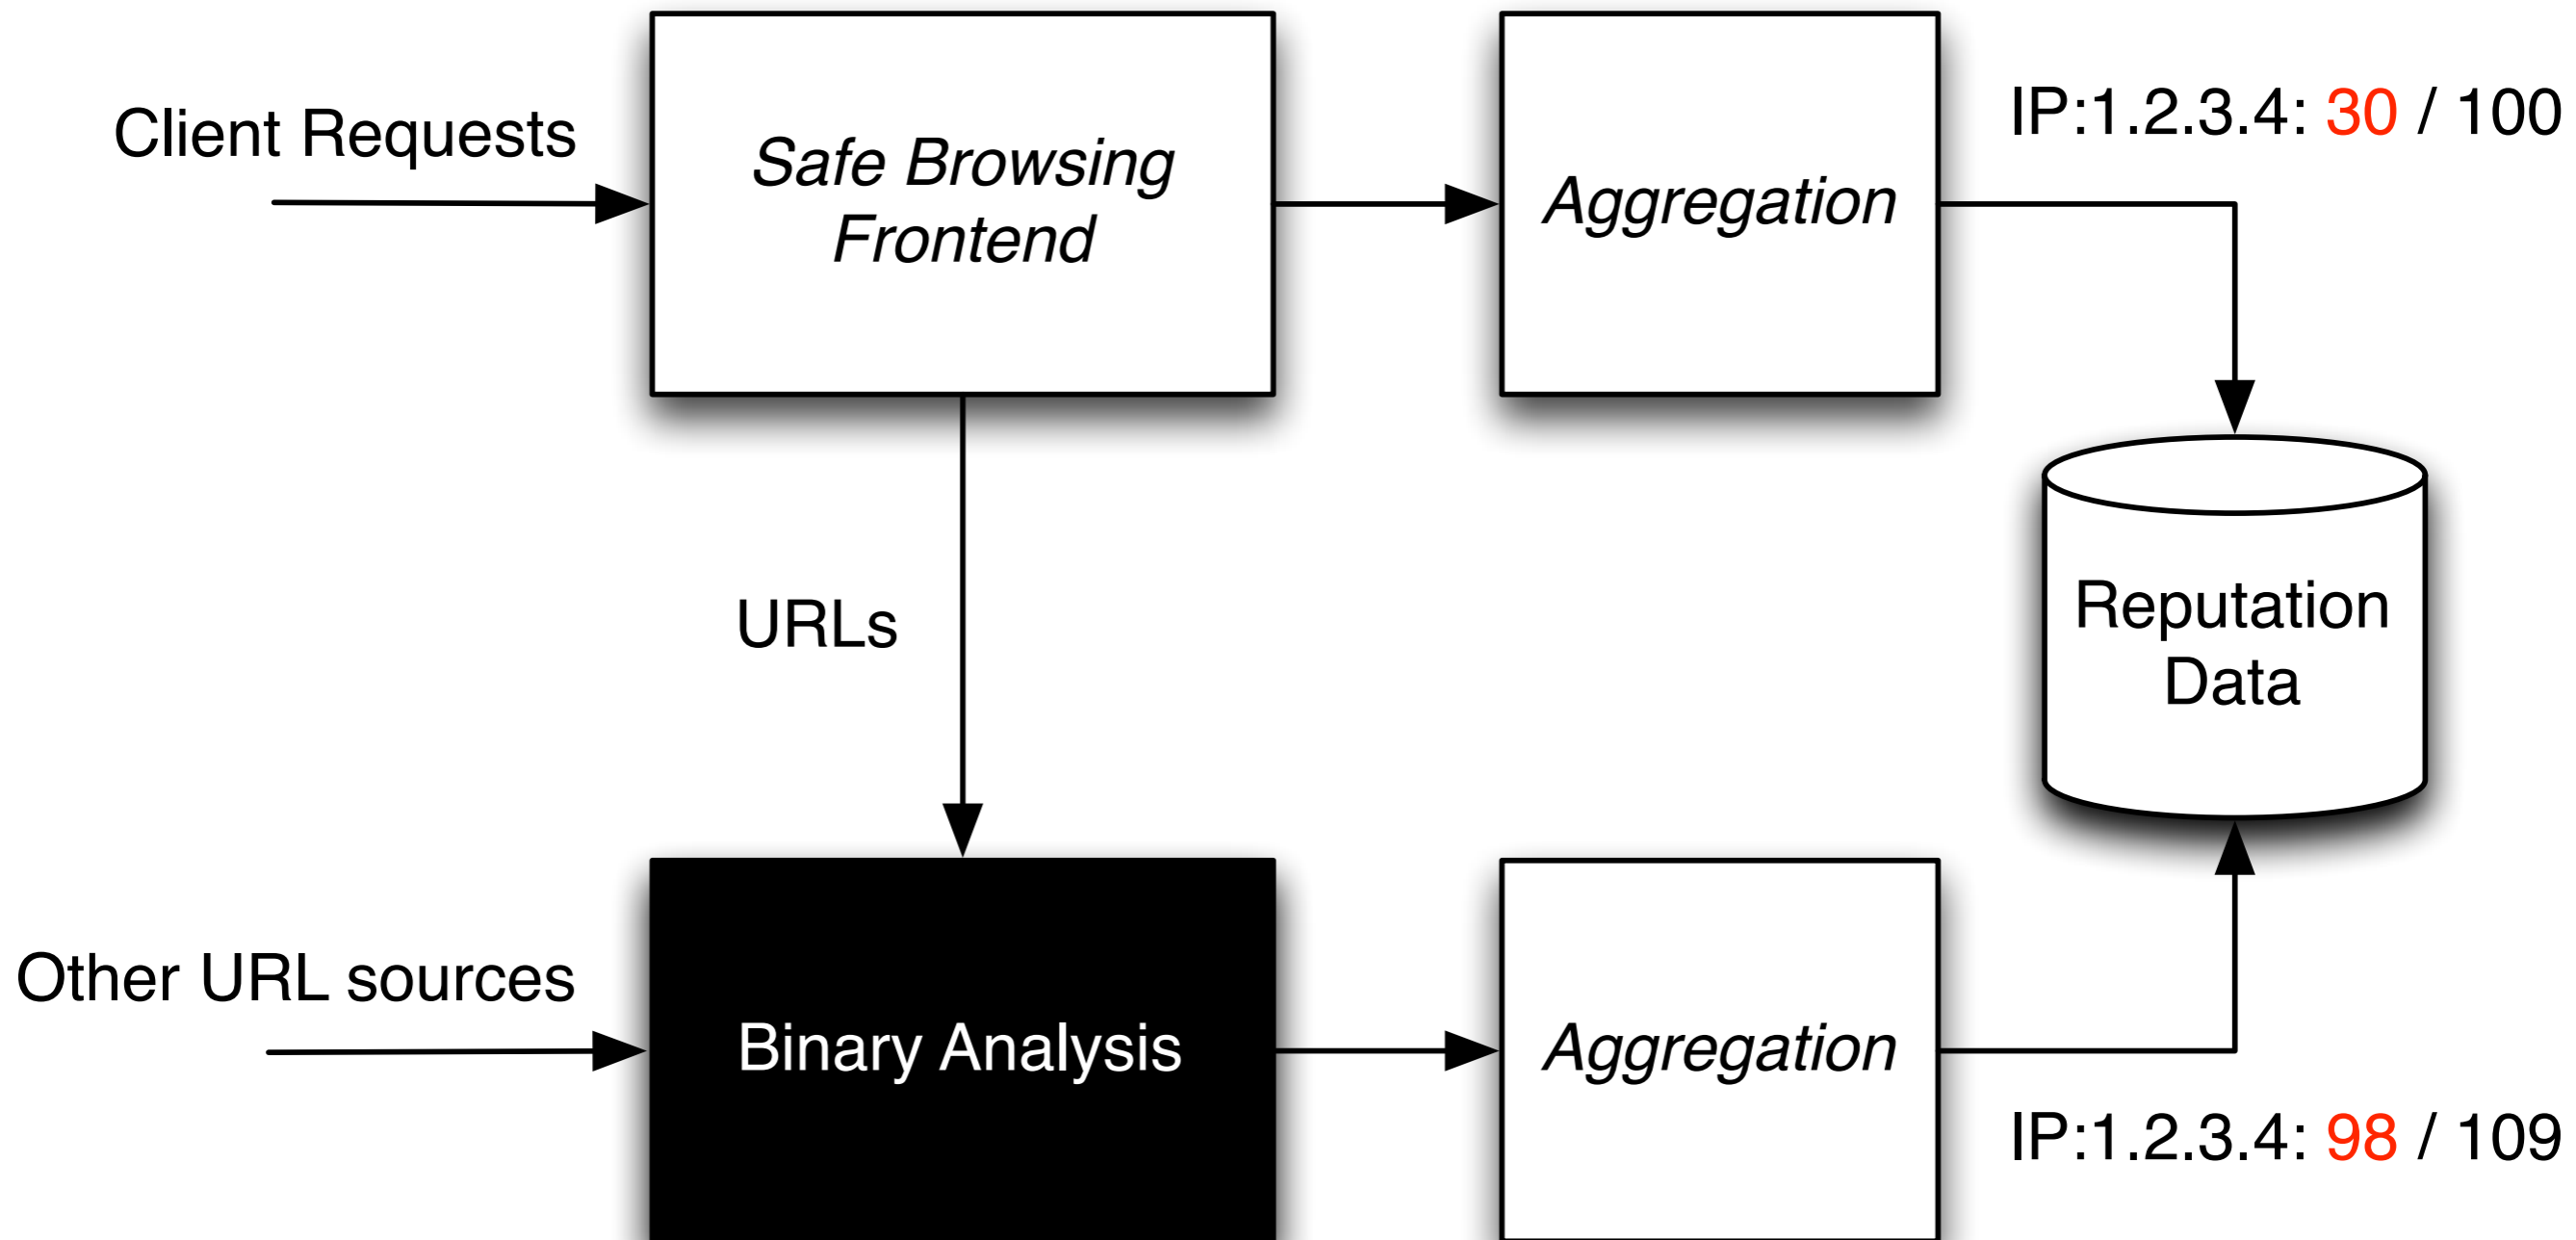 Client Requests
Safe Browsing
Frontend
Aggregation
IP:1.2.3.4: 30 / 100
URLs
Reputation
Data
Other URL sources
Binary Analysis
Aggregation
IP:1.2.3.4: 98 / 109